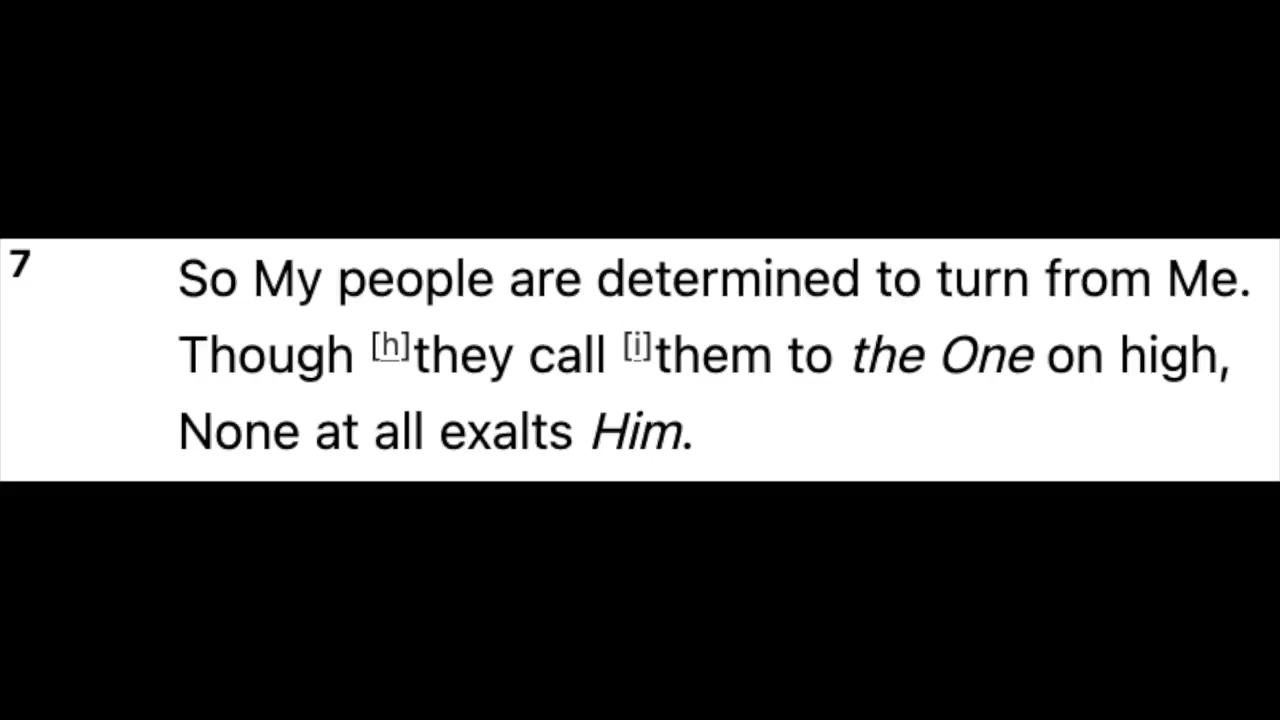 7 So My people are determined to turn from Me.
Though [h]they call [i]them to the One on high,
None at all exalts Him.